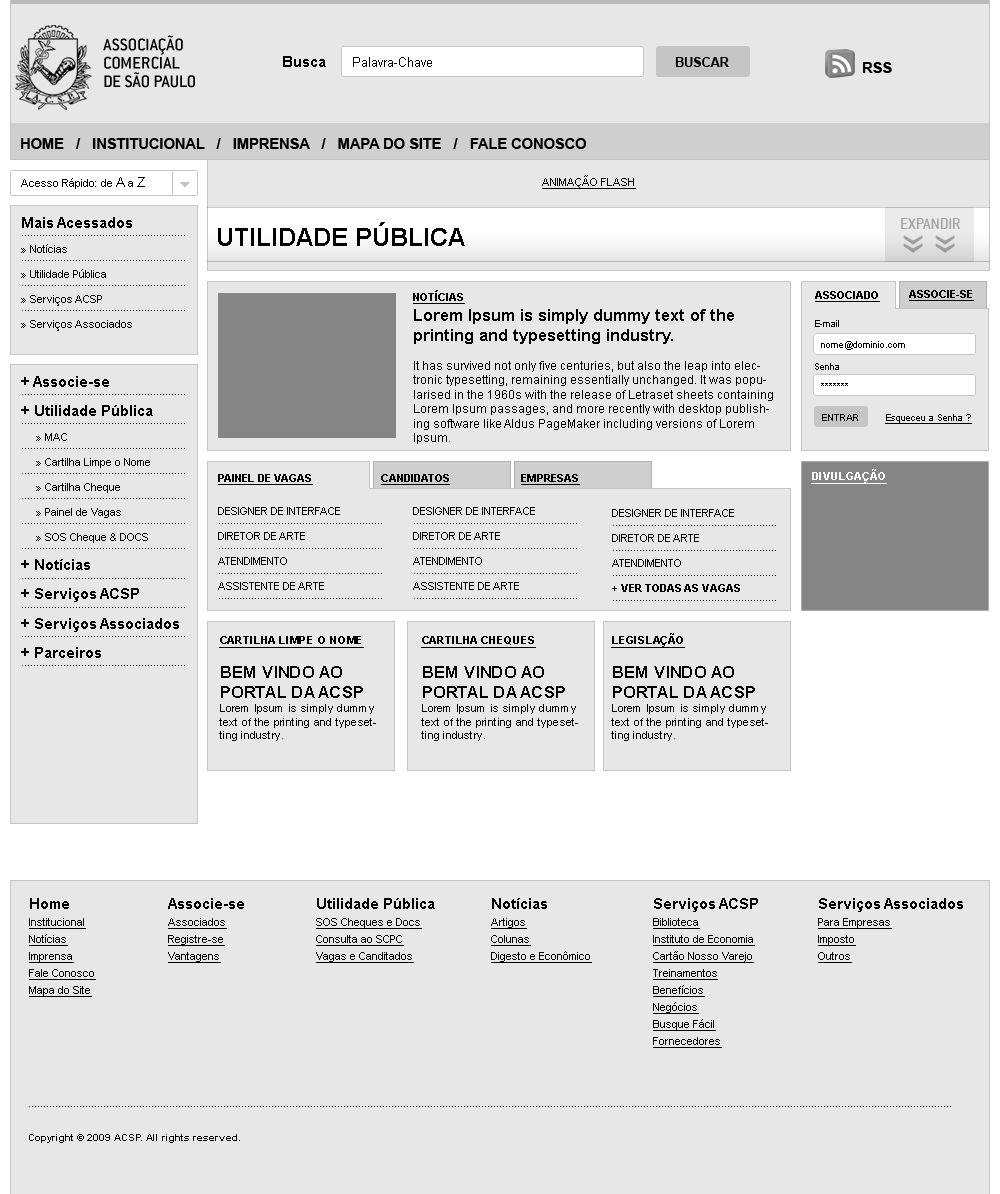 ASSOCIAÇÃO
COMERCIAL
DE SÃO PAULO
A.C.S.P.
Busca
Palavra-Chave
BUSCAR
RSS
HOME / INSTITUCIONAL / IMPRENSA / MAPA DO SITE / FALE CONOSCO
Acesso Rápido: de A a Z
Mais Acessados
» Notícias
» Utilidade Pública
» Serviços ACSP
» Serviços Associados
+ Associe-se
+ Utilidade Pública
» MAC
» Cartilha Limpe o Nome
» Cartilha Cheque
» Painel de Vagas
» SOS Cheque & DOCS
+ Notícias
+ Serviços ACSP
+ Serviços Associados
+ Parceiros
ANIMAÇÃO FLASH
UTILIDADE PÚBLICA
EXPANDIR
NOTÍCIAS
Lorem Ipsum is simply dummy text of the
printing and typesetting industry.
It has survived not only five centuries, but also the leap into elec-
tronic typesetting, remaining essentially unchanged. It was popu-
larised in the 1960s with the release of Letraset sheets containing
Lorem Ipsum passages, and more recently with desktop publish-
ing software like Aldus PageMaker including versions of Lorem
Ipsum.
ASSOCIADO
ASSOCIE-SE
E-mail
nome@dominio.com
Senha
*******
ENTRAR
Esqueceu a Senha ?
PAINEL DE VAGAS
CANDIDATOS
EMPRESAS
DESIGNER DE INTERFACE
DIRETOR DE ARTE
ATENDIMENTO
ASSISTENTE DE ARTE
DESIGNER DE INTERFACE
DIRETOR DE ARTE
ATENDIMENTO
ASSISTENTE DE ARTE
DESIGNER DE INTERFACE
DIRETOR DE ARTE
ATENDIMENTO
+ VER TODAS AS VAGAS
DIVULGAÇÃO
CARTILHA LIMPE O NOME
BEM VINDO AO
PORTAL DA ACSP
Lorem Ipsum is simply dummy
text of the printing and typeset-
ting industry.
CARTILHA CHEQUES
BEM VINDO AO
PORTAL DA ACSP
Lorem Ipsum is simply dummy
text of the printing and typeset-
ting industry.
LEGISLAÇÃO
BEM VINDO AO
PORTAL DA ACSP
Lorem Ipsum is simply dummy
text of the printing and typeset-
ting industry.
Home
Institucional
Notícias
Imprensa
Fale Conosco
Mapa do Site
Associe-se
Associados
Registre-se
Vantagens
Utilidade Pública
SOS Cheques e Docs
Consulta ao SCPC
Vagas e Canditados
Notícias
Artigos
Colunas
Digesto e Econômico
Serviços ACSP
Biblioteca
Instituto de Economia
Cartão Nosso Varejo
Treinamentos
Benefícios
Negócios
Busque Fácil
Fornecedores
Serviços Associados
Para Empresas
Imposto
Outros
Copyright © 2009 ACSP. All rights reserved.